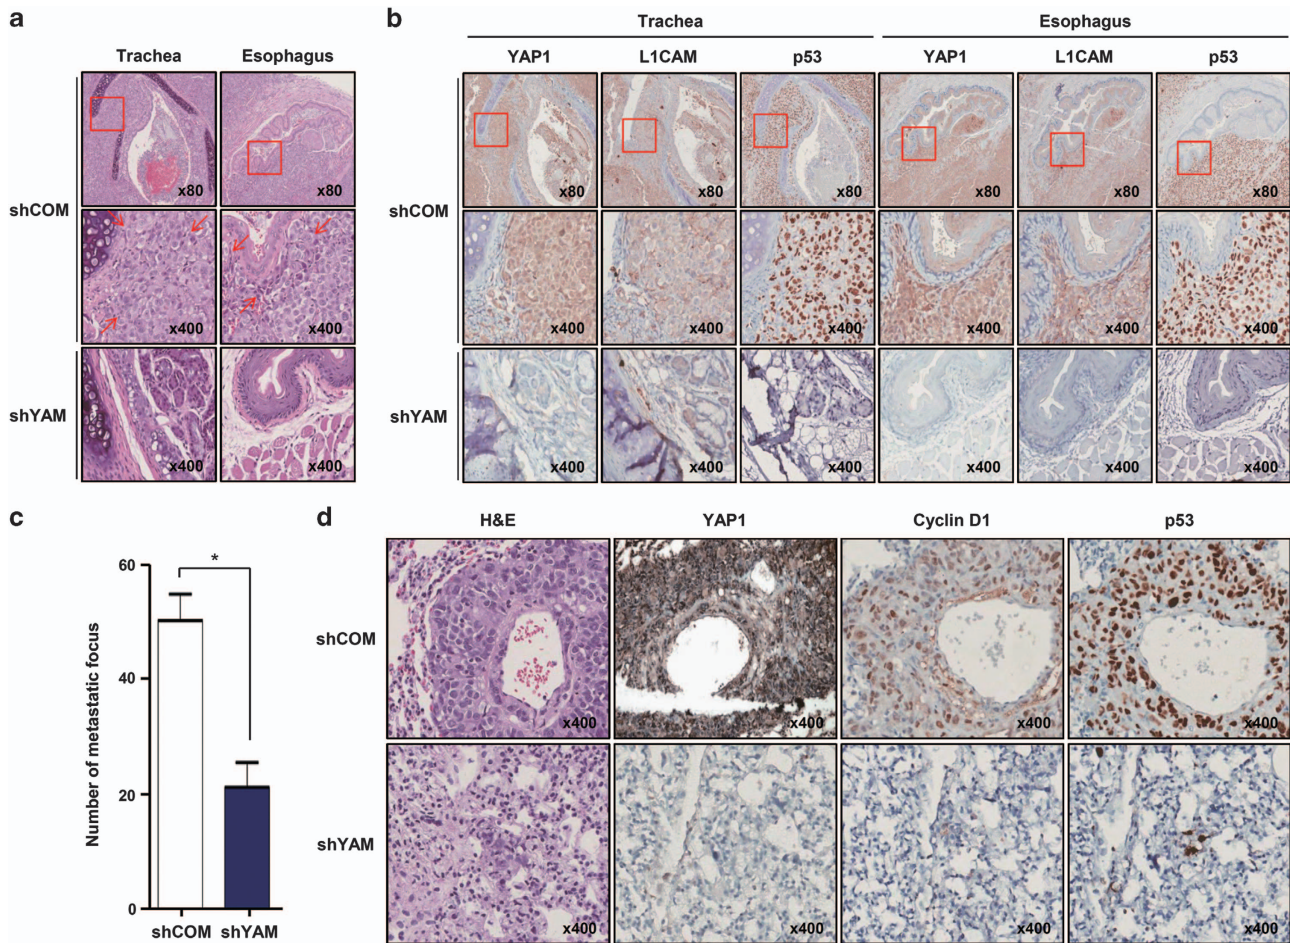 a
Trachea Esophagus
shCOM
x80 x80
x400 x400
shYAM
x400 x400
b
Trachea Esophagus
YAP1 L1CAM p53 YAP1 L1CAM p53
shCOM
x80 x80 x80 x80 x80 x80
x400 x400 x400 x400 x400 x400
shYAM
x400 x400 x400 x400 x400 x400
c
Number of metastatic focus
60
40
20
0
*
shCOM shYAM
d
H&E YAP1 Cyclin D1 p53
shCOM
x400 x400 x400 x400
shYAM
x400 x400 x400 x400